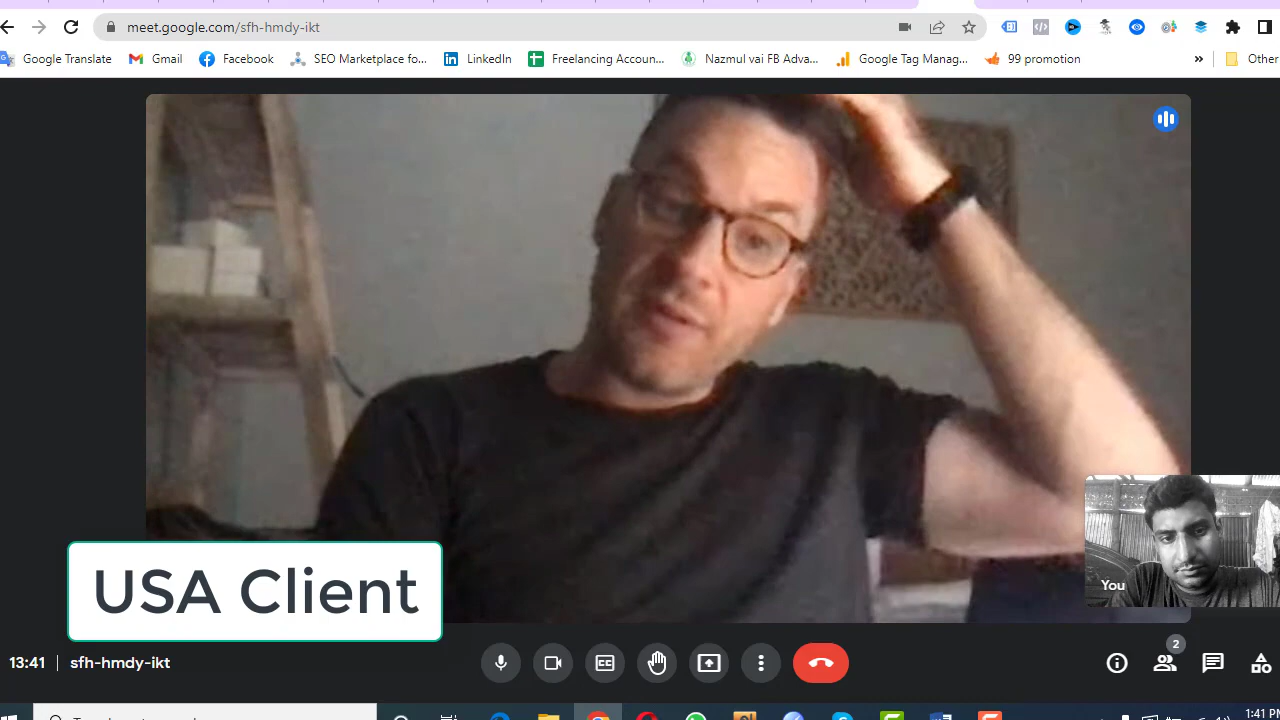 meet.google.com/sfh-hmdy-ikt
Google Translate
Gmail
Facebook
SEO Marketplace fo...
LinkedIn
Freelancing Accoun...
Nazmul vai FB Adva...
Google Tag Manag...
99 promotion
»
Other
You
USA Client
13:41 | sfh-hmdy-ikt
CC
2
1:41 PM